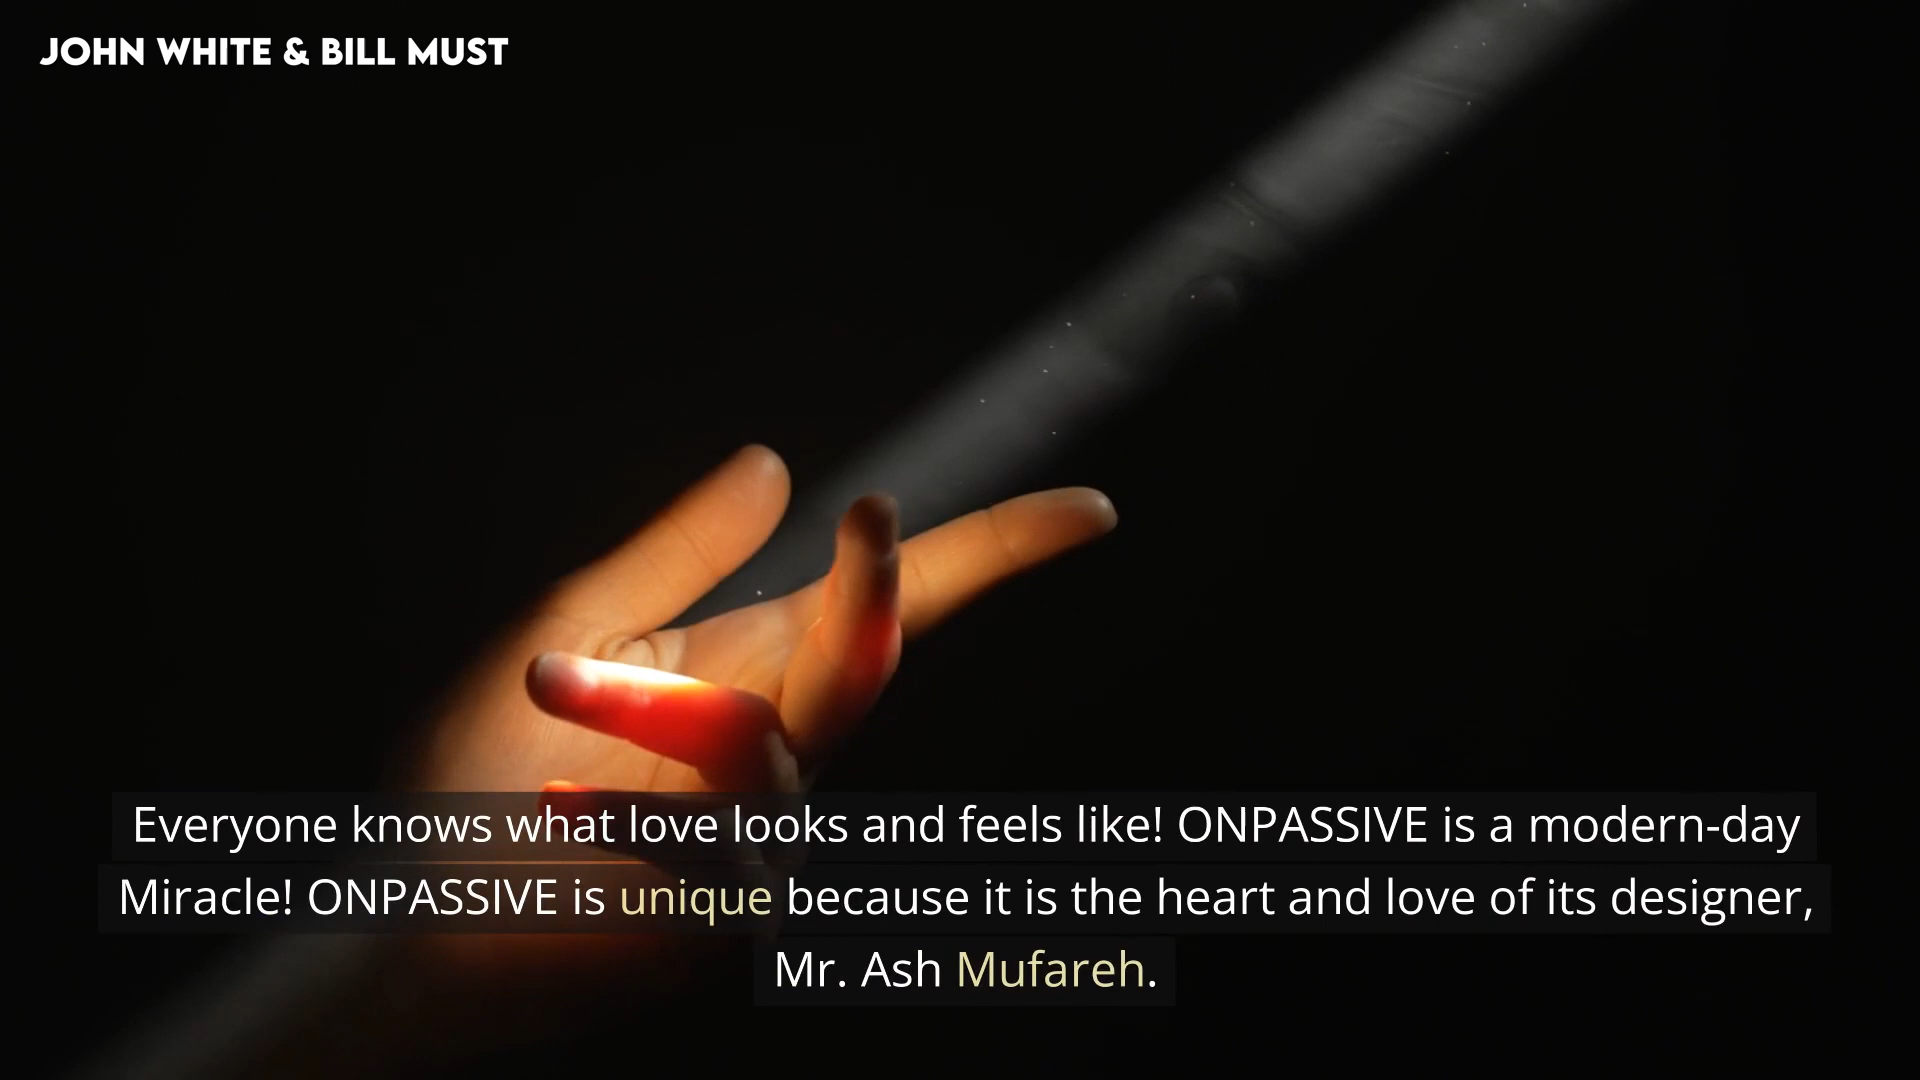 JOHN WHITE & BILL MUST
Everyone knows what love looks and feels like! ONPASSIVE is a modern-day
Miracle! ONPASSIVE is unique because it is the heart and love of its designer,
Mr. Ash Mufareh.